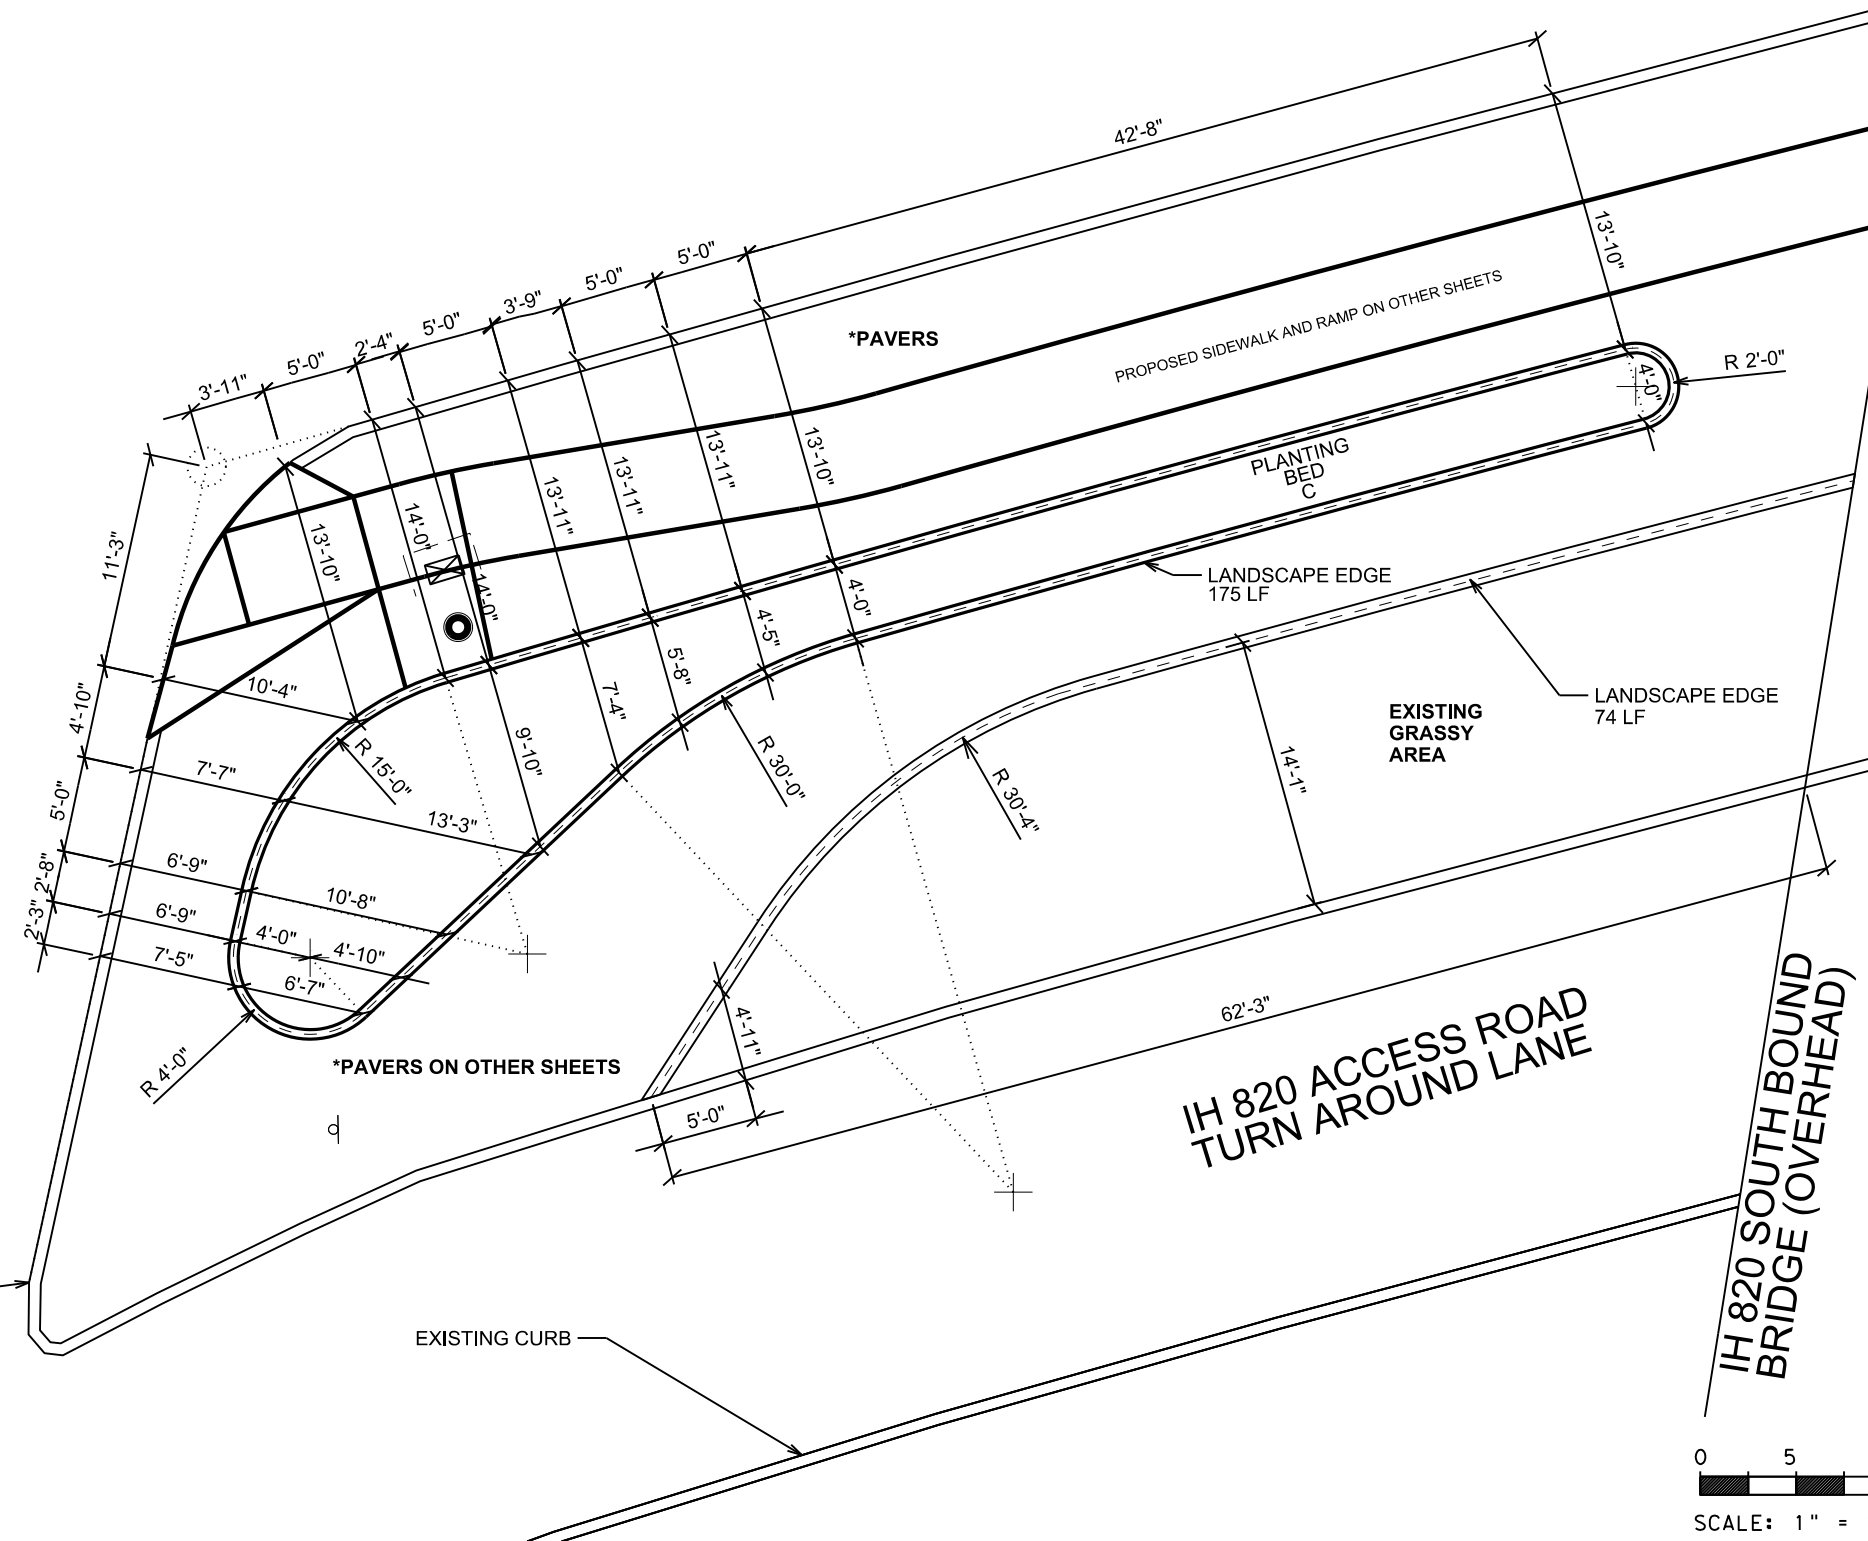 42'-8"
5'-0"
5'-0"
3'-9"
5'-0"
2'-4"
5'-0"
3'-11"
13'-10"
*PAVERS
PROPOSED SIDEWALK AND RAMP ON OTHER SHEETS
R 2'-0"
4'-0"
13'-10"
13'-11"
13'-11"
13'-11"
14'-0"
14'-0"
13'-10"
11'-3"
PLANTING
BED
C
LANDSCAPE EDGE
175 LF
4'-0"
4'-5"
5'-8"
7'-4"
9'-10"
10'-4"
4'-10"
R 15'-0"
R 30'-0"
R 30'-4"
LANDSCAPE EDGE
74 LF
EXISTING
GRASSY
AREA
14'-1"
7'-7"
13'-3"
5'-0"
6'-9"
10'-8"
2'-8"
6'-9"
4'-0"
4'-10"
2'-3"
7'-5"
6'-7"
R 4'-0"
*PAVERS ON OTHER SHEETS
4'-11"
5'-0"
62'-3"
IH 820 ACCESS ROAD
TURN AROUND LANE
IH 820 SOUTH BOUND
BRIDGE (OVERHEAD)
EXISTING CURB
0 5
SCALE: 1" =